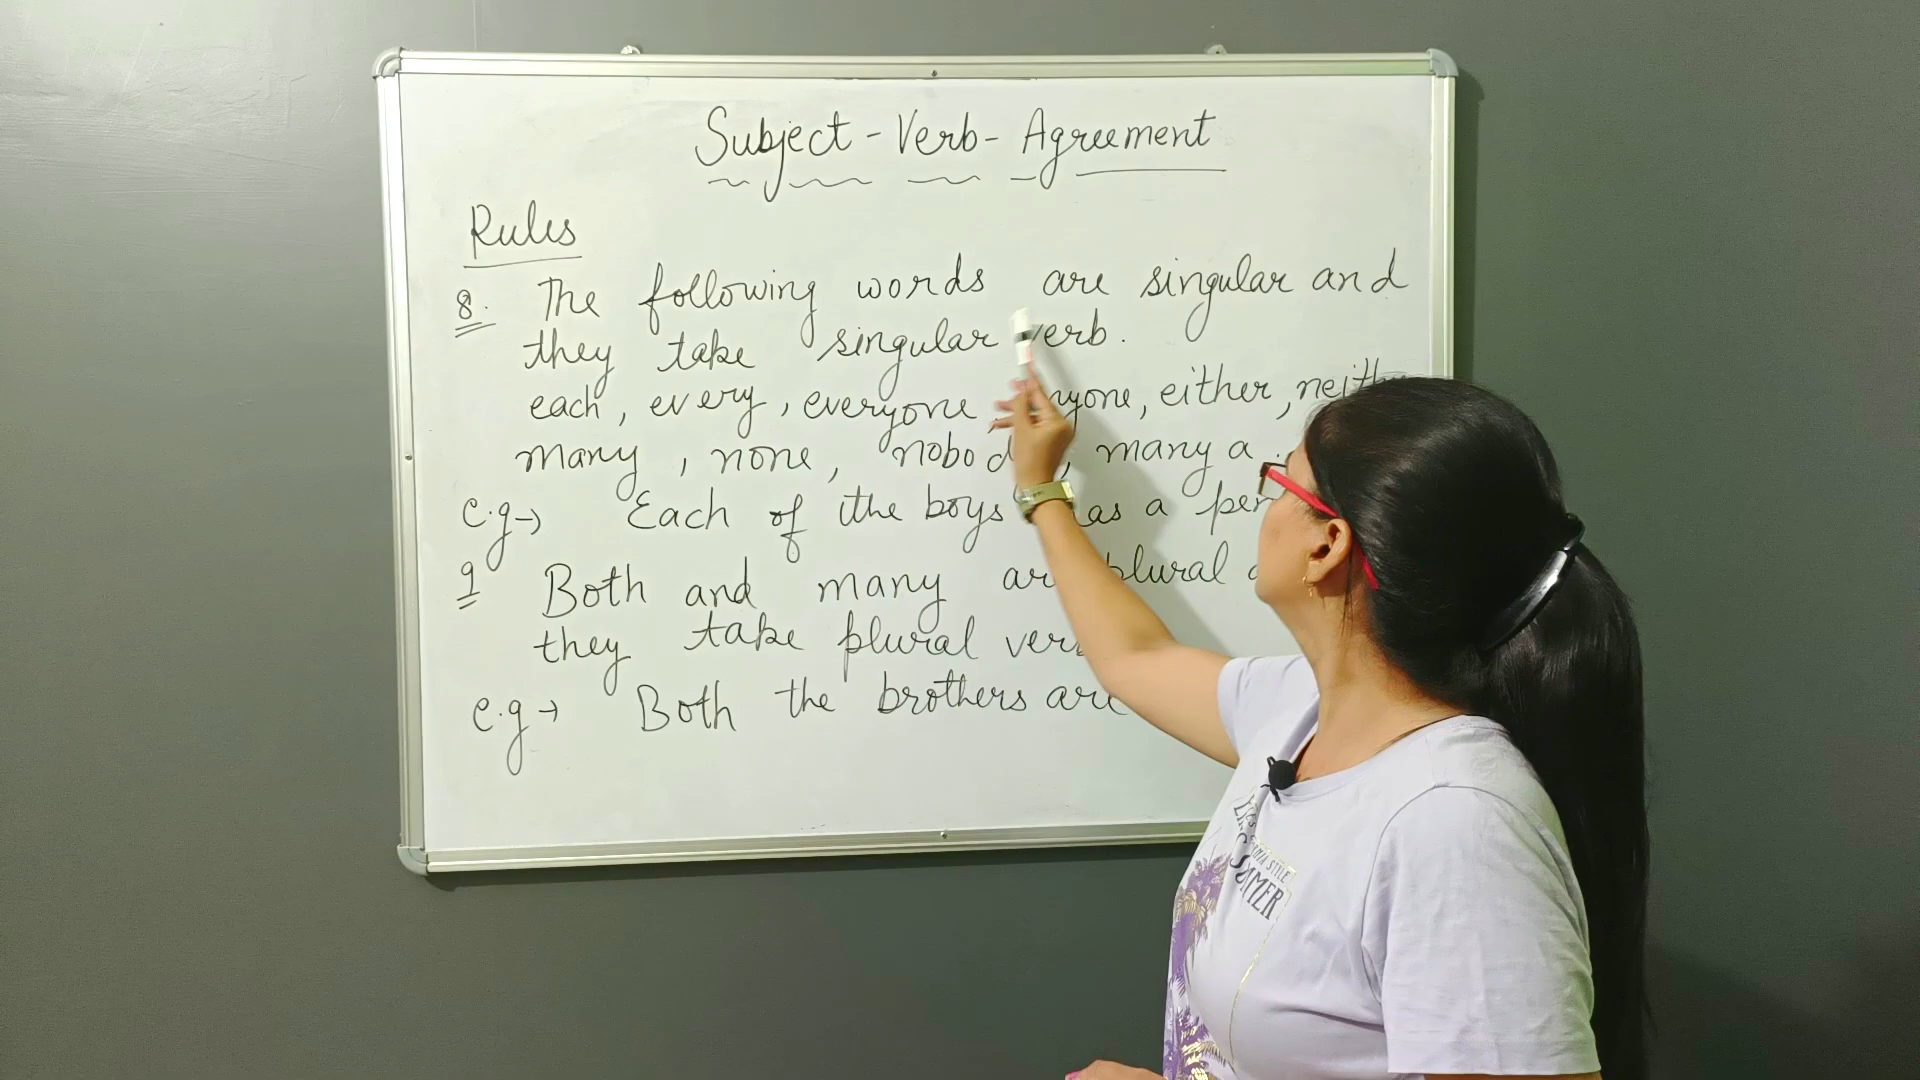 Subject-Verb-Agreement
Rules
8. The following words are singular and
they take singular verb.
each, every, everyone, anyone, either,
many, none, nobody, many a
e.g→ Each of the boys has a
9 Both and many are plural
they take plural verb
e.g→ Both the brothers are
SUMMER